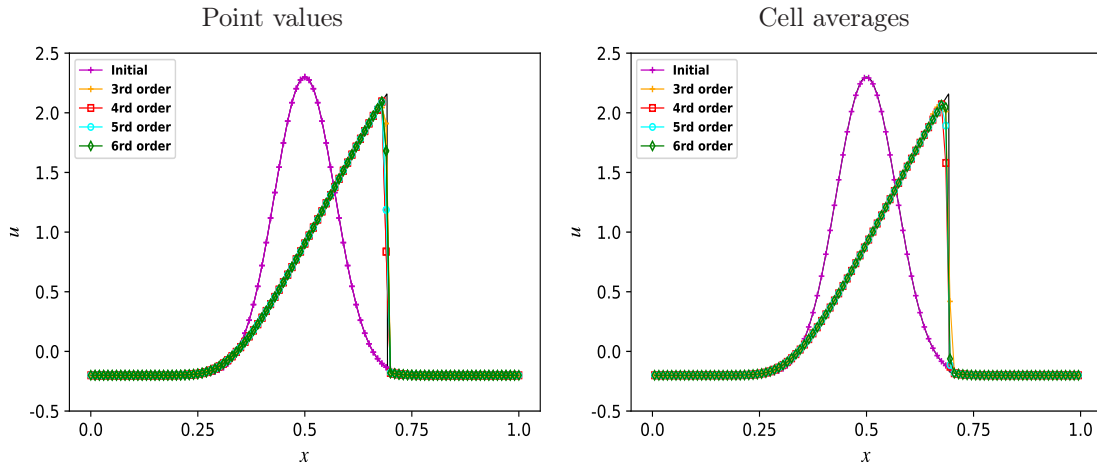 Point values
2.5
2.0
1.5
1.0
0.5
0.0
-0.5
u
Initial
3rd order
4rd order
5rd order
6rd order
0.0 0.25 0.50 0.75 1.0
x
Cell averages
2.5
2.0
1.5
1.0
0.5
0.0
-0.5
u
Initial
3rd order
4rd order
5rd order
6rd order
0.0 0.25 0.50 0.75 1.0
x